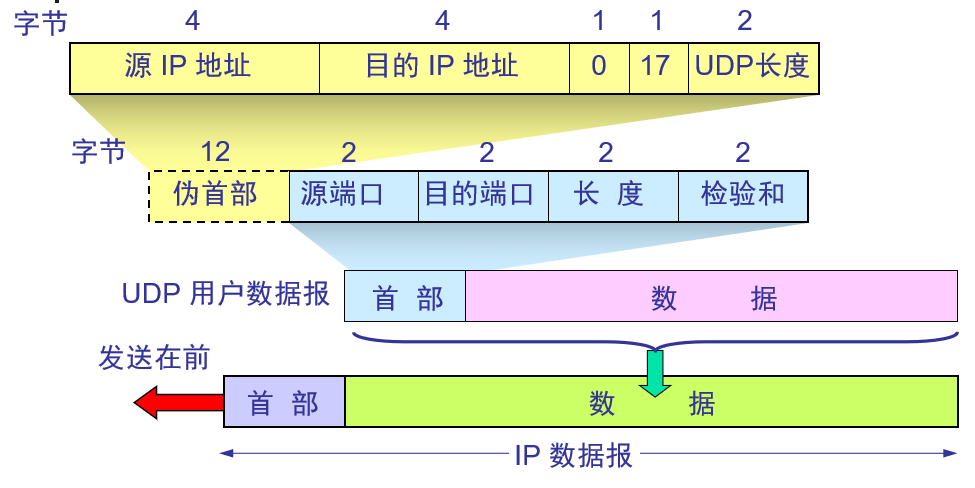 字节 4 4 1 1 2
源 IP 地址 目的 IP 地址 0 17 UDP长度
字节 12 2 2 2 2
伪首部 源端口 目的端口 长 度 检验和
UDP 用户数据报 首 部 数 据
发送在前
首 部 数 据
IP 数据报